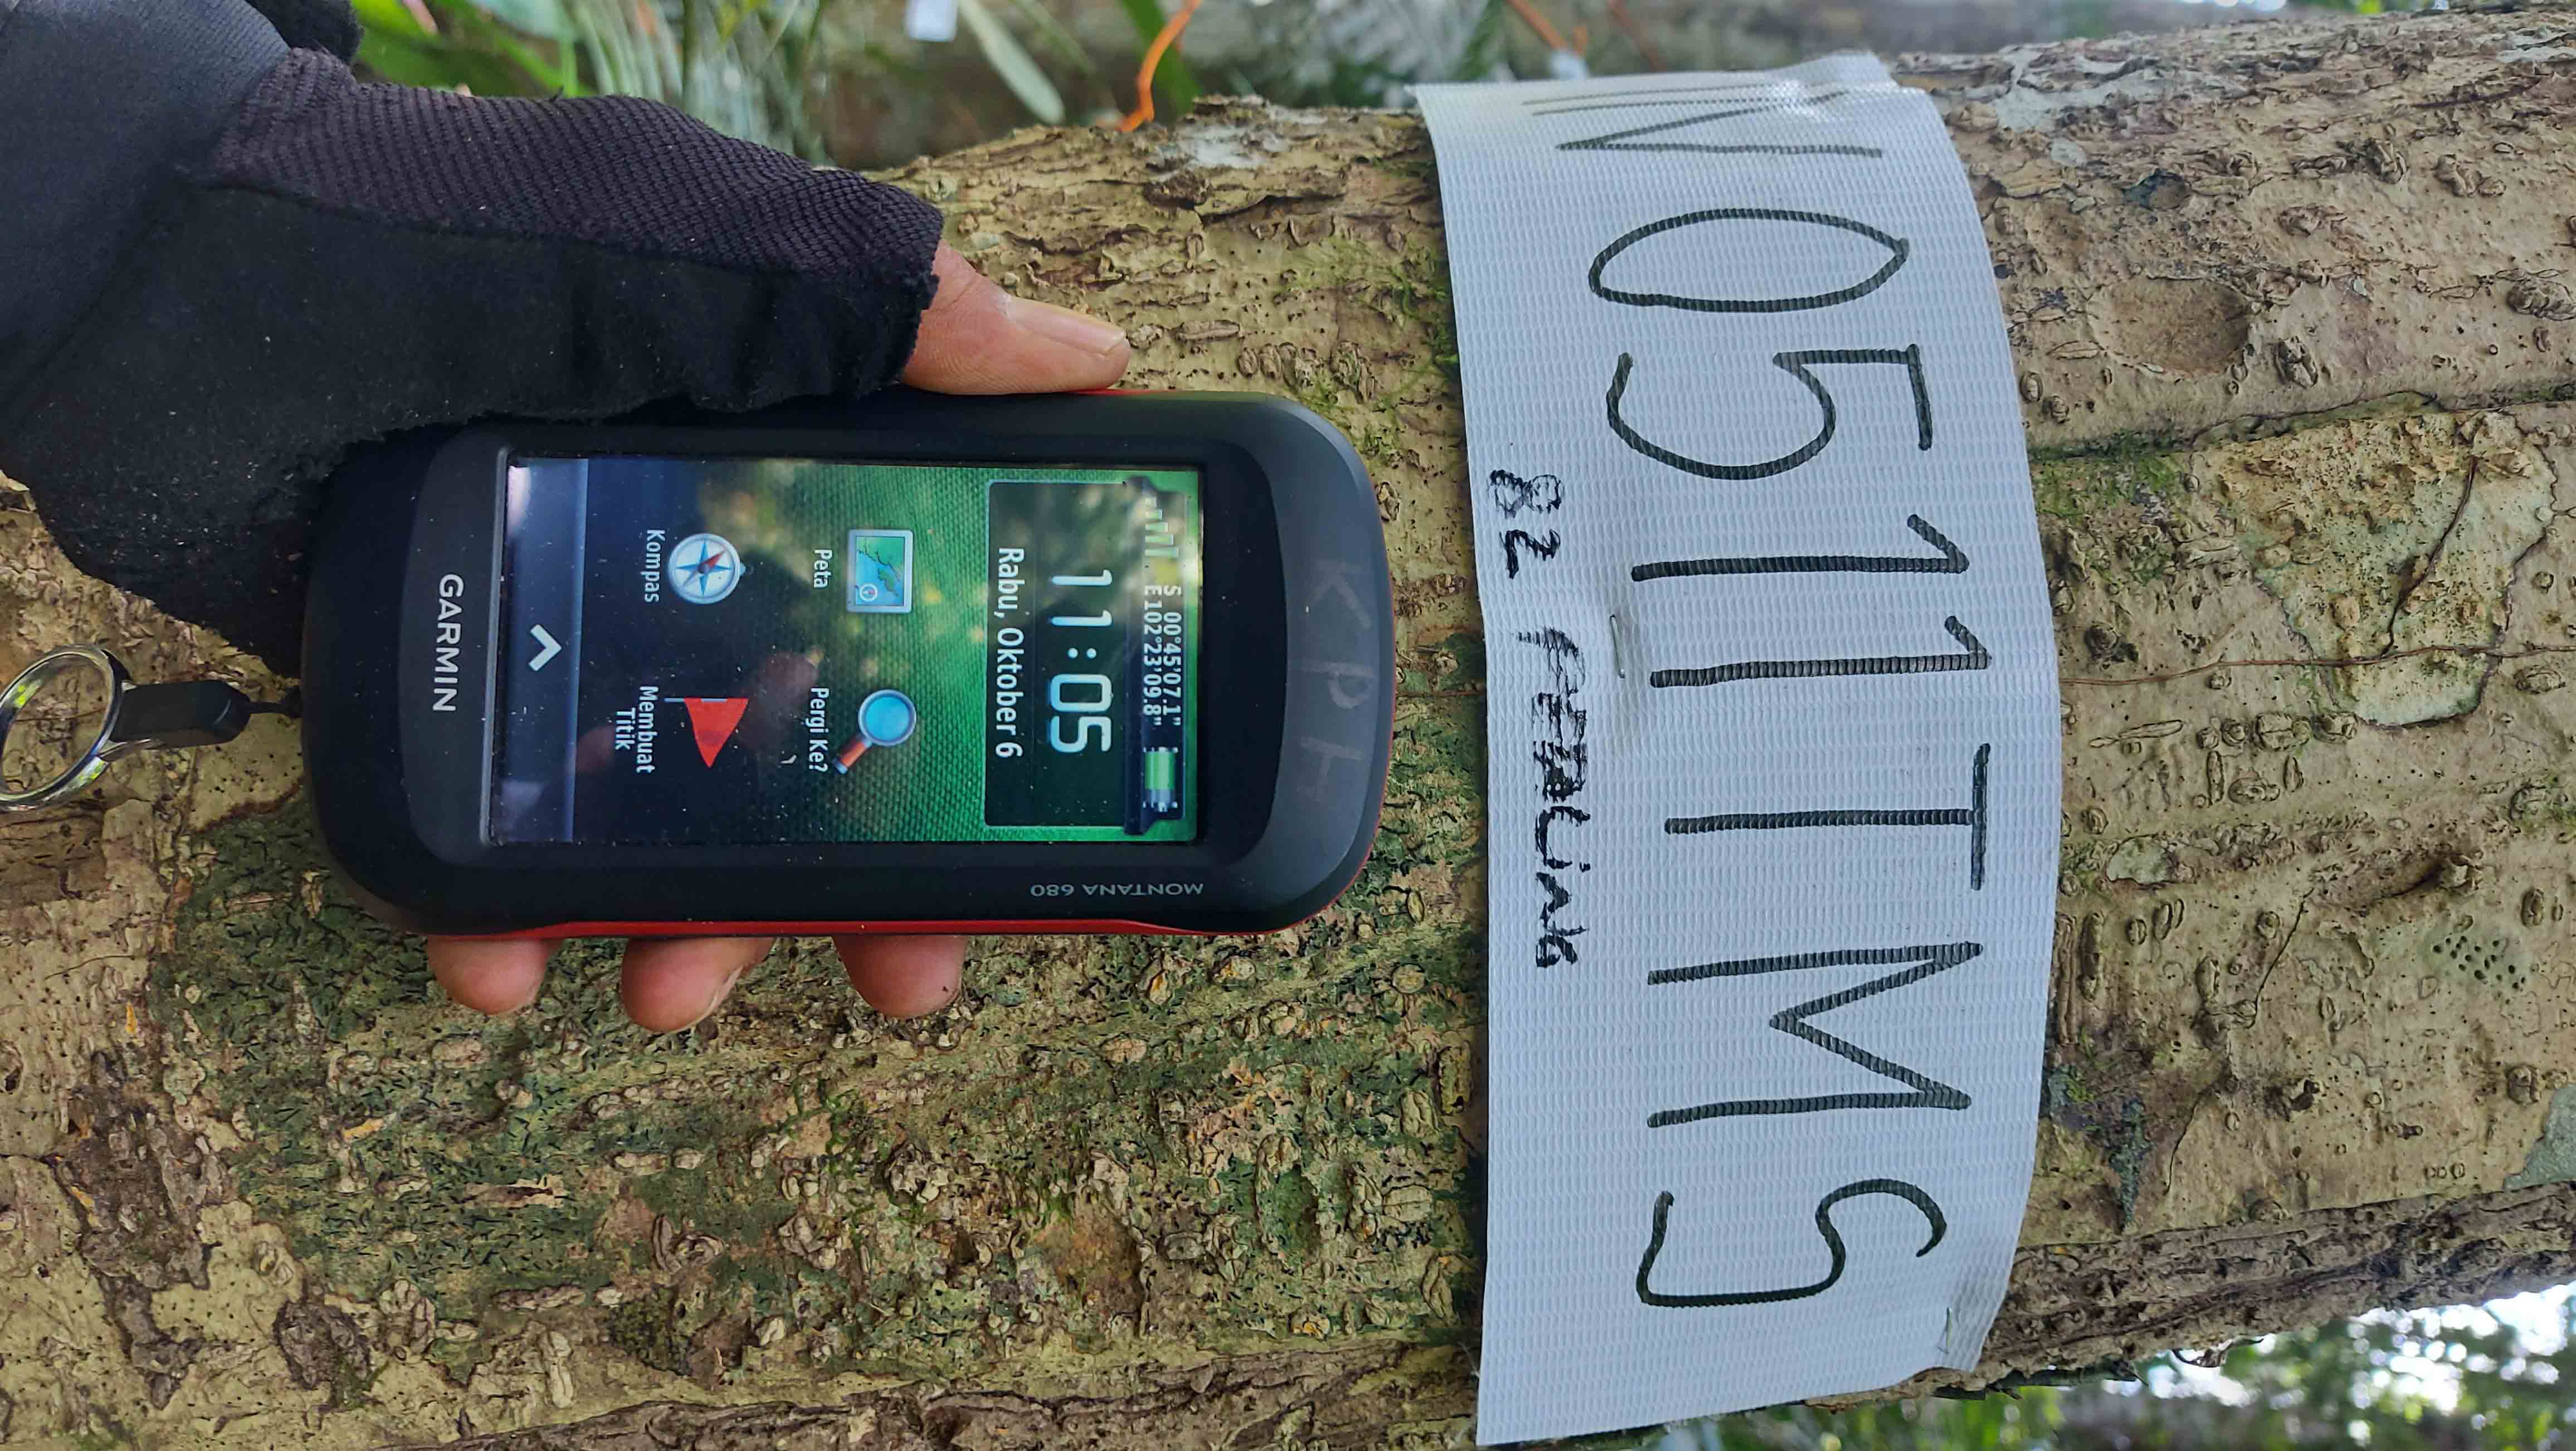 N0511TMS
82 PERLiNG
KPH
MONTANA 680
S 00°45'07.1"
E 102°23'09.8"
11:05
Rabu, Oktober 6
Peta
Pergi Ke?
Kompas
Membuat
Titik
GARMIN